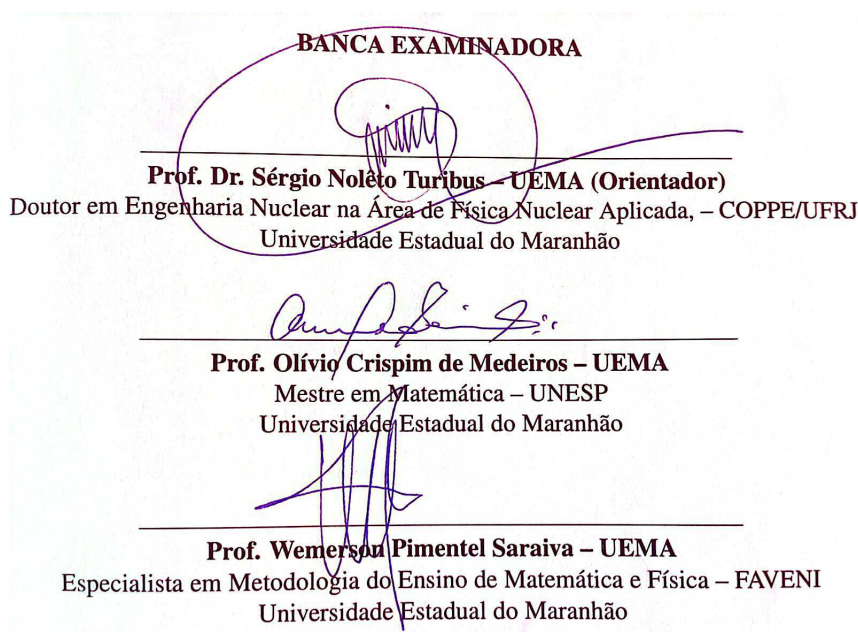 BANCA EXAMINADORA
Prof. Dr. Sérgio Nolêto Turibus – UEMA (Orientador)
Doutor em Engenharia Nuclear na Área de Física Nuclear Aplicada, – COPPE/UFRJ
Universidade Estadual do Maranhão
Prof. Olívio Crispim de Medeiros – UEMA
Mestre em Matemática – UNESP
Universidade Estadual do Maranhão
Prof. Wemerson Pimentel Saraiva – UEMA
Especialista em Metodologia do Ensino de Matemática e Física – FAVENI
Universidade Estadual do Maranhão